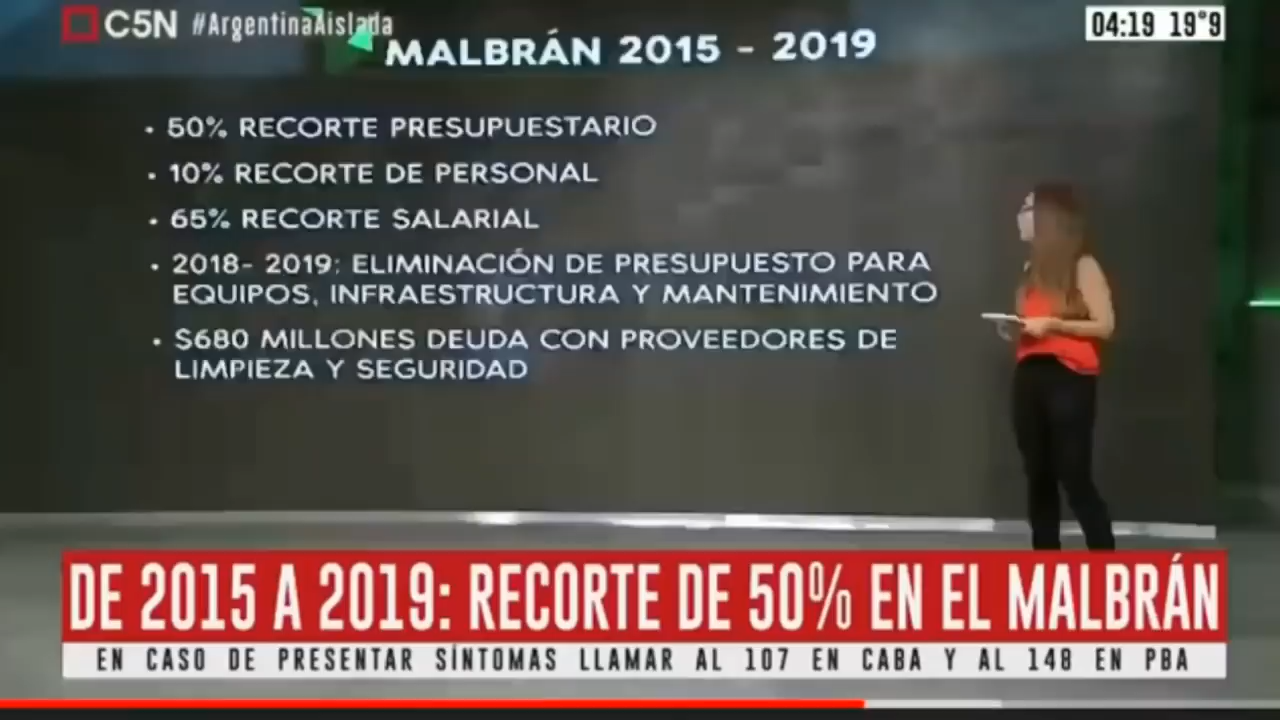 C5N #ArgentinaAislada
04:19 19°9
MALBRÁN 2015 - 2019
• 50% RECORTE PRESUPUESTARIO
• 10% RECORTE DE PERSONAL
• 65% RECORTE SALARIAL
• 2018- 2019: ELIMINACIÓN DE PRESUPUESTO PARA
EQUIPOS, INFRAESTRUCTURA Y MANTENIMIENTO
• $680 MILLONES DEUDA CON PROVEEDORES DE
LIMPIEZA Y SEGURIDAD
DE 2015 A 2019: RECORTE DE 50% EN EL MALBRÁN
EN CASO DE PRESENTAR SÍNTOMAS LLAMAR AL 107 EN CABA Y AL 148 EN PBA